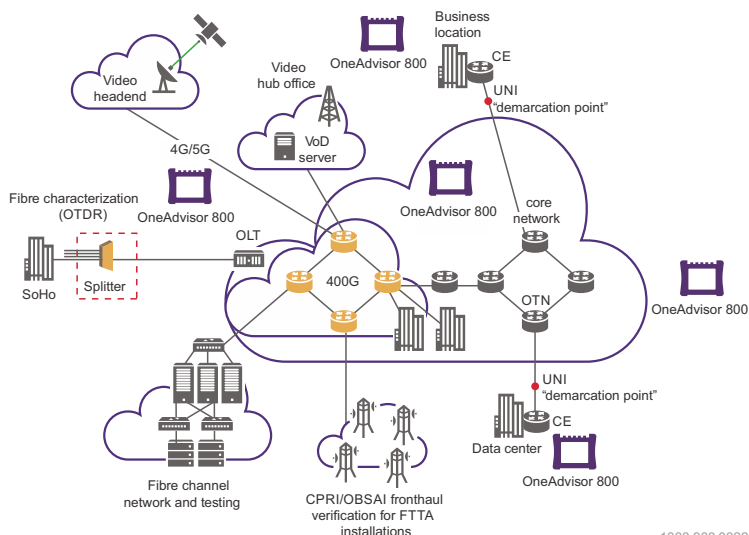 Video
headend
Video
hub office
VoD
server
4G/5G
OneAdvisor 800
Business
location
CE
UNI
“demarcation point”
OneAdvisor 800
Fibre characterization
(OTDR)
OneAdvisor 800
SoHo
Splitter
OLT
400G
core
network
OTN
OneAdvisor 800
UNI
“demarcation point”
CE
Data center
OneAdvisor 800
Fibre channel
network and testing
CPRI/OBSAI fronthaul
verification for FTTA
installations